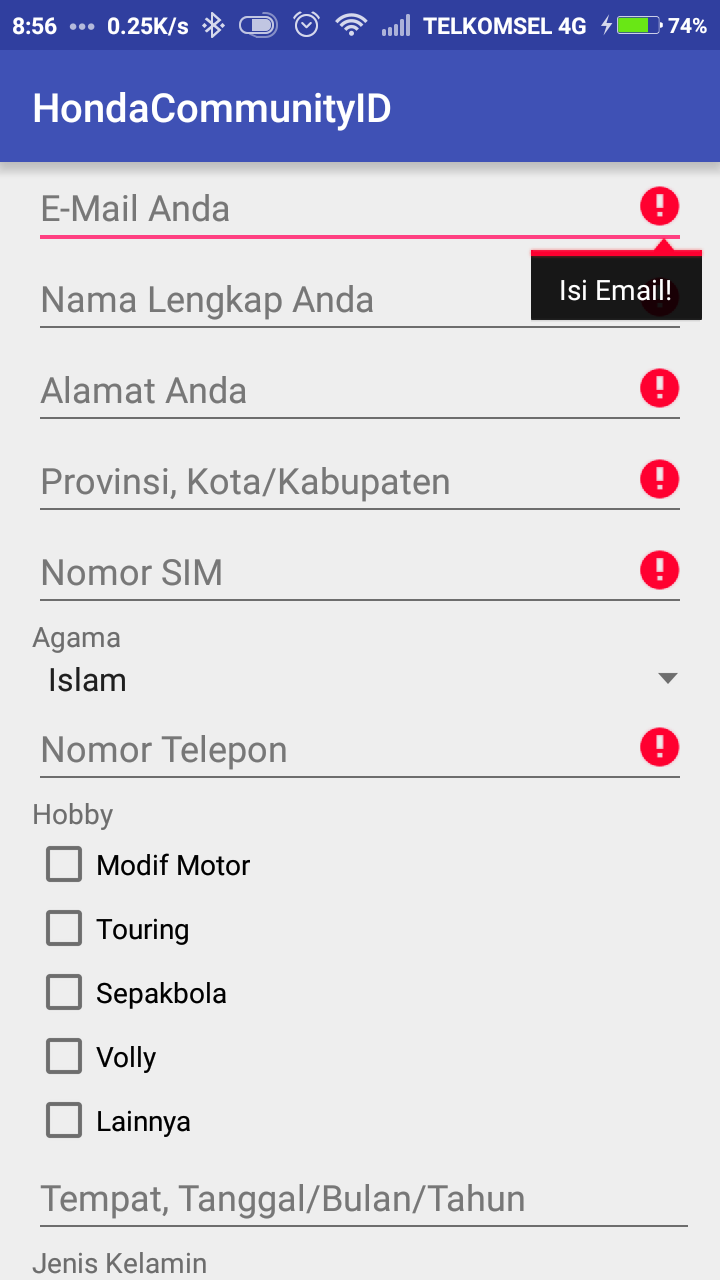 8:56 ••• 0.25K/s TELKOMSEL 4G 74%
HondaCommunityID
E-Mail Anda
Isi Email!
Nama Lengkap Anda
Alamat Anda
Provinsi, Kota/Kabupaten
Nomor SIM
Agama
Islam
Nomor Telepon
Hobby
Modif Motor
Touring
Sepakbola
Volly
Lainnya
Tempat, Tanggal/Bulan/Tahun
Jenis Kelamin